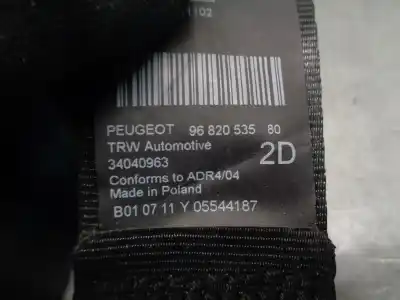 1102
PEUGEOT 96 820 535 80
TRW Automotive
34040963 2D
Conforms to ADR4/04
Made in Poland
B01 07 11 Y 05544187